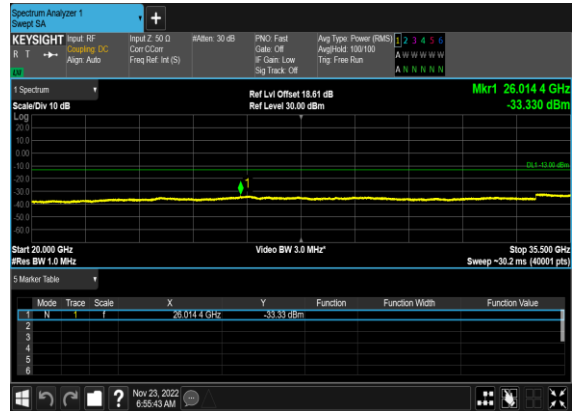 Spectrum Analyzer 1
Swept SA
+
KEYSIGHT Input: RF Input Z: 50 Ω #Atten: 30 dB PNO: Fast Avg Type: Power (RMS) 1 2 3 4 5 6
R T Coupling: DC Corr CCorr Gate: Off Avg|Hold: 100/100 A W W W W W
Align: Auto Freq Ref: Int (S) IF Gain: Low Trig: Free Run
Sig Track: Off A N N N N N
1 Spectrum
Ref Lvl Offset 18.61 dB Mkr1 26.014 4 GHz
Scale/Div 10 dB Ref Level 30.00 dBm -33.330 dBm
Log
20.0
10.0
0.00
-10.0
DL1 -13.00 dBm
-20.0
1
-30.0
-40.0
-50.0
-60.0
Start 20.000 GHz Video BW 3.0 MHz* Stop 35.500 GHz
#Res BW 1.0 MHz Sweep ~30.2 ms (40001 pts)
5 Marker Table
Mode Trace Scale X Y Function Function Width Function Value
1 N 1 f 26.014 4 GHz -33.33 dBm
2
3
4
5
6
? Nov 23, 2022
6:55:43 AM